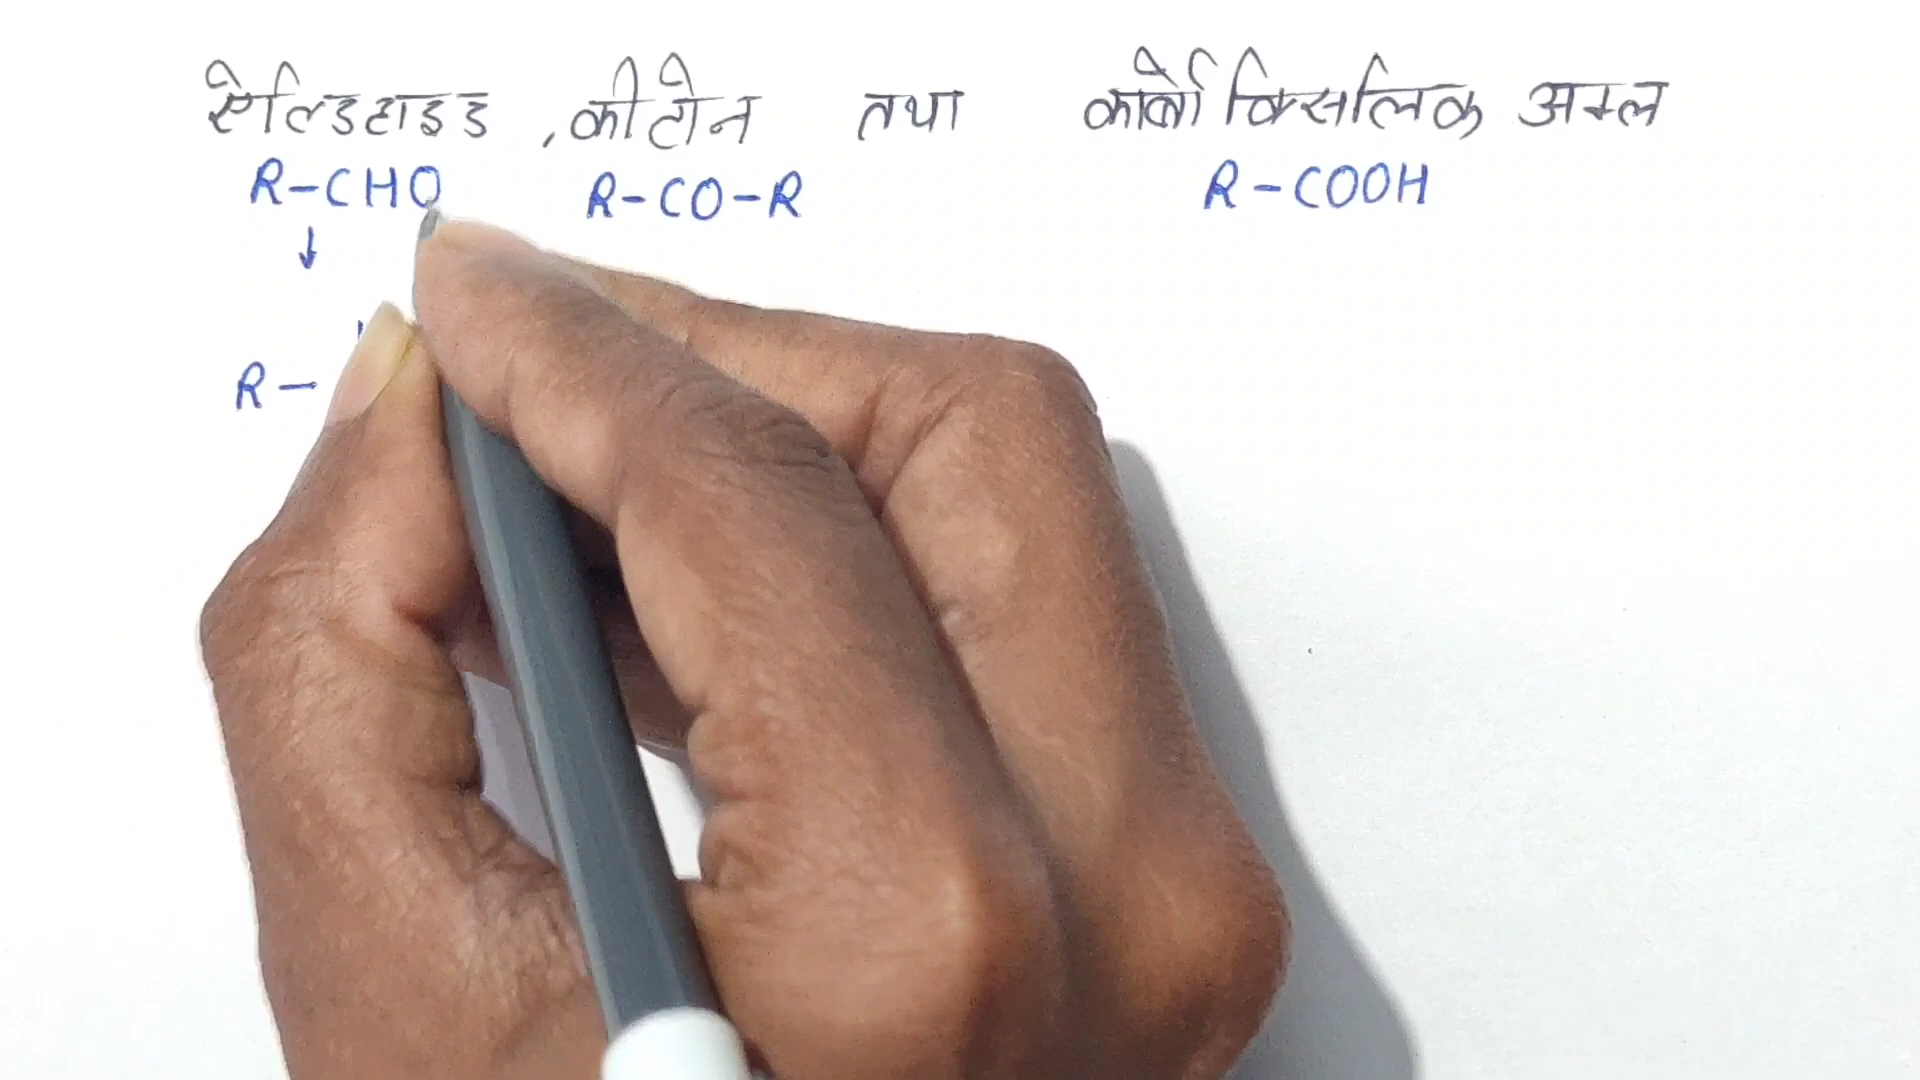 ऐल्डिहाइड , कीटोन तथा कार्बोक्सिलिक अम्ल
R-CHO R-CO-R R-COOH
↓
R-